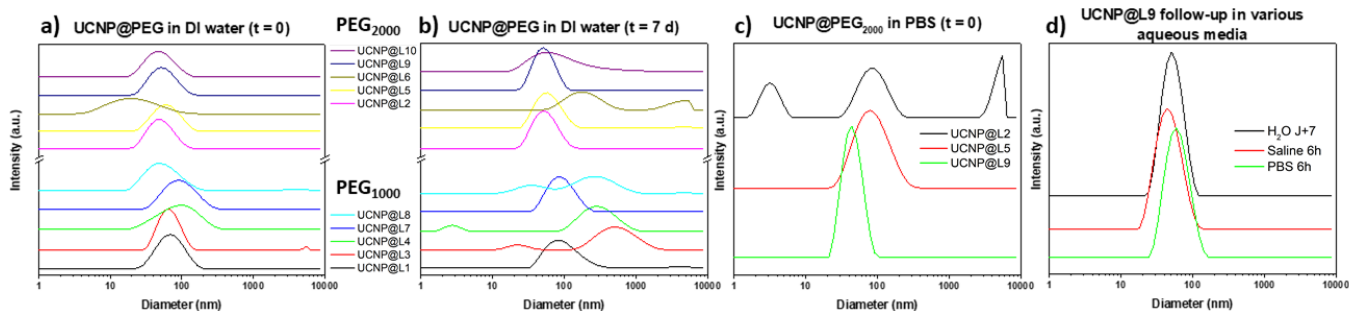 a) UCNP@PEG in DI water (t = 0)
Intensity (a.u.)
1 10 100 1000 10000
Diameter (nm)
PEG2000
UCNP@L10
UCNP@L9
UCNP@L6
UCNP@L5
UCNP@L2
PEG1000
UCNP@L8
UCNP@L7
UCNP@L4
UCNP@L3
UCNP@L1
b) UCNP@PEG in DI water (t = 7 d)
1 10 100 1000 10000
Diameter (nm)
c) UCNP@PEG2000 in PBS (t = 0)
Intensity (a.u.)
UCNP@L2
UCNP@L5
UCNP@L9
1 10 100 1000 10000
Diameter (nm)
d) UCNP@L9 follow-up in various
aqueous media
Intensity (a.u.)
H2O J+7
Saline 6h
PBS 6h
1 10 100 1000 10000
Diameter (nm)